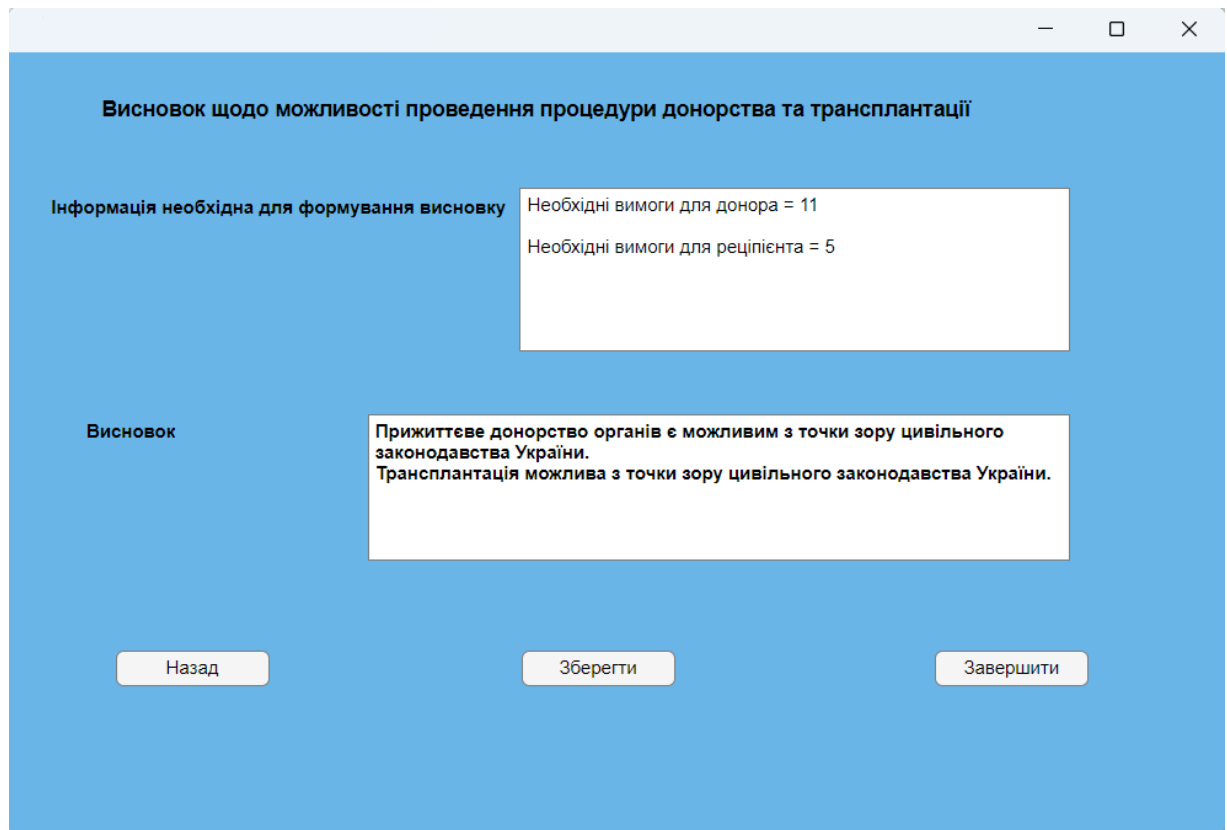 Висновок щодо можливості проведення процедури донорства та трансплантації
Інформація необхідна для формування висновку
Необхідні вимоги для донора = 11
Необхідні вимоги для реціпієнта = 5
Висновок
Прижиттєве донорство органів є можливим з точки зору цивільного
законодавства України.
Трансплантація можлива з точки зору цивільного законодавства України.
Назад
Зберегти
Завершити